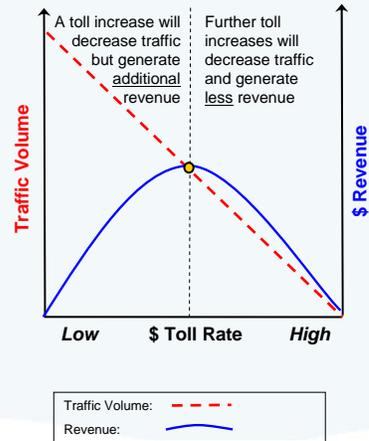 A toll increase will
decrease traffic
but generate
additional
revenue
Further toll
increases will
decrease traffic
and generate
less revenue
Traffic Volume
$ Revenue
Low
$ Toll Rate
High
Traffic Volume:
Revenue: